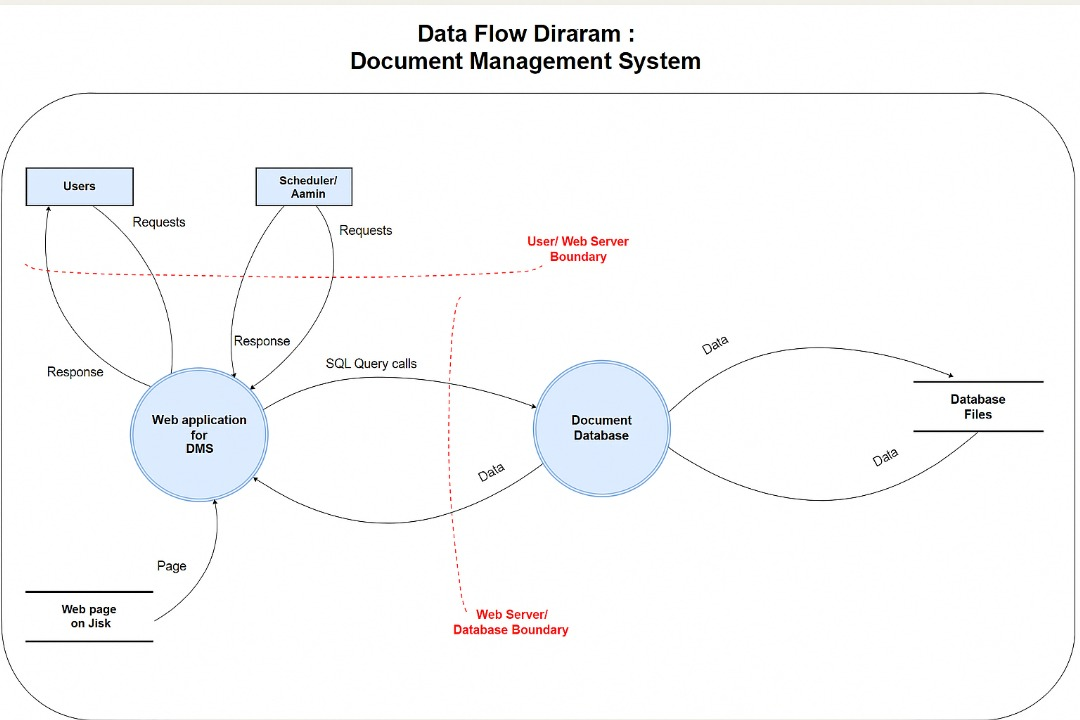 Data Flow Diraram :
Document Management System
Users
Scheduler/
Aamin
Requests
Requests
User/ Web Server
Boundary
Response
Response
SQL Query calls
Data
Web application
for
DMS
Document
Database
Database
Files
Data
Data
Page
Web page
on Jisk
Web Server/
Database Boundary